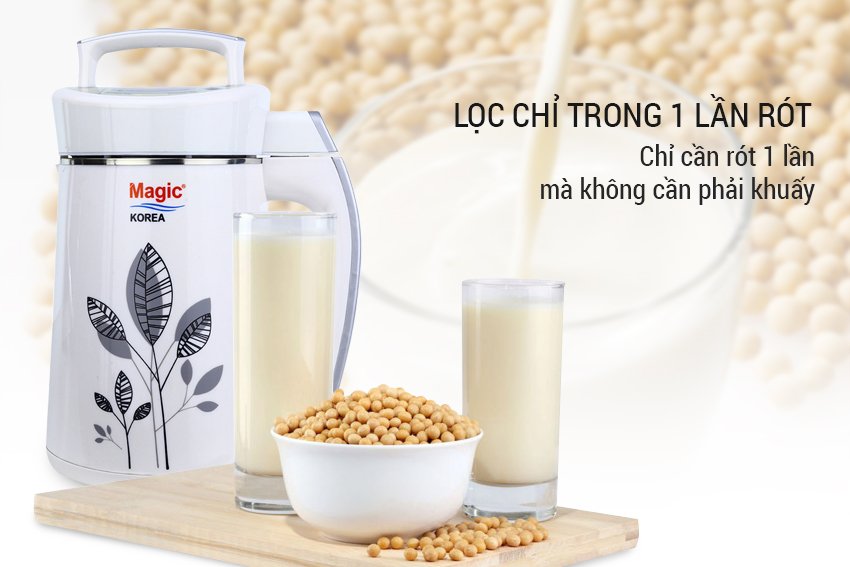 LỌC CHỈ TRONG 1 LẦN RÓT
Chỉ cần rót 1 lần
mà không cần phải khuấy
Magic®
KOREA